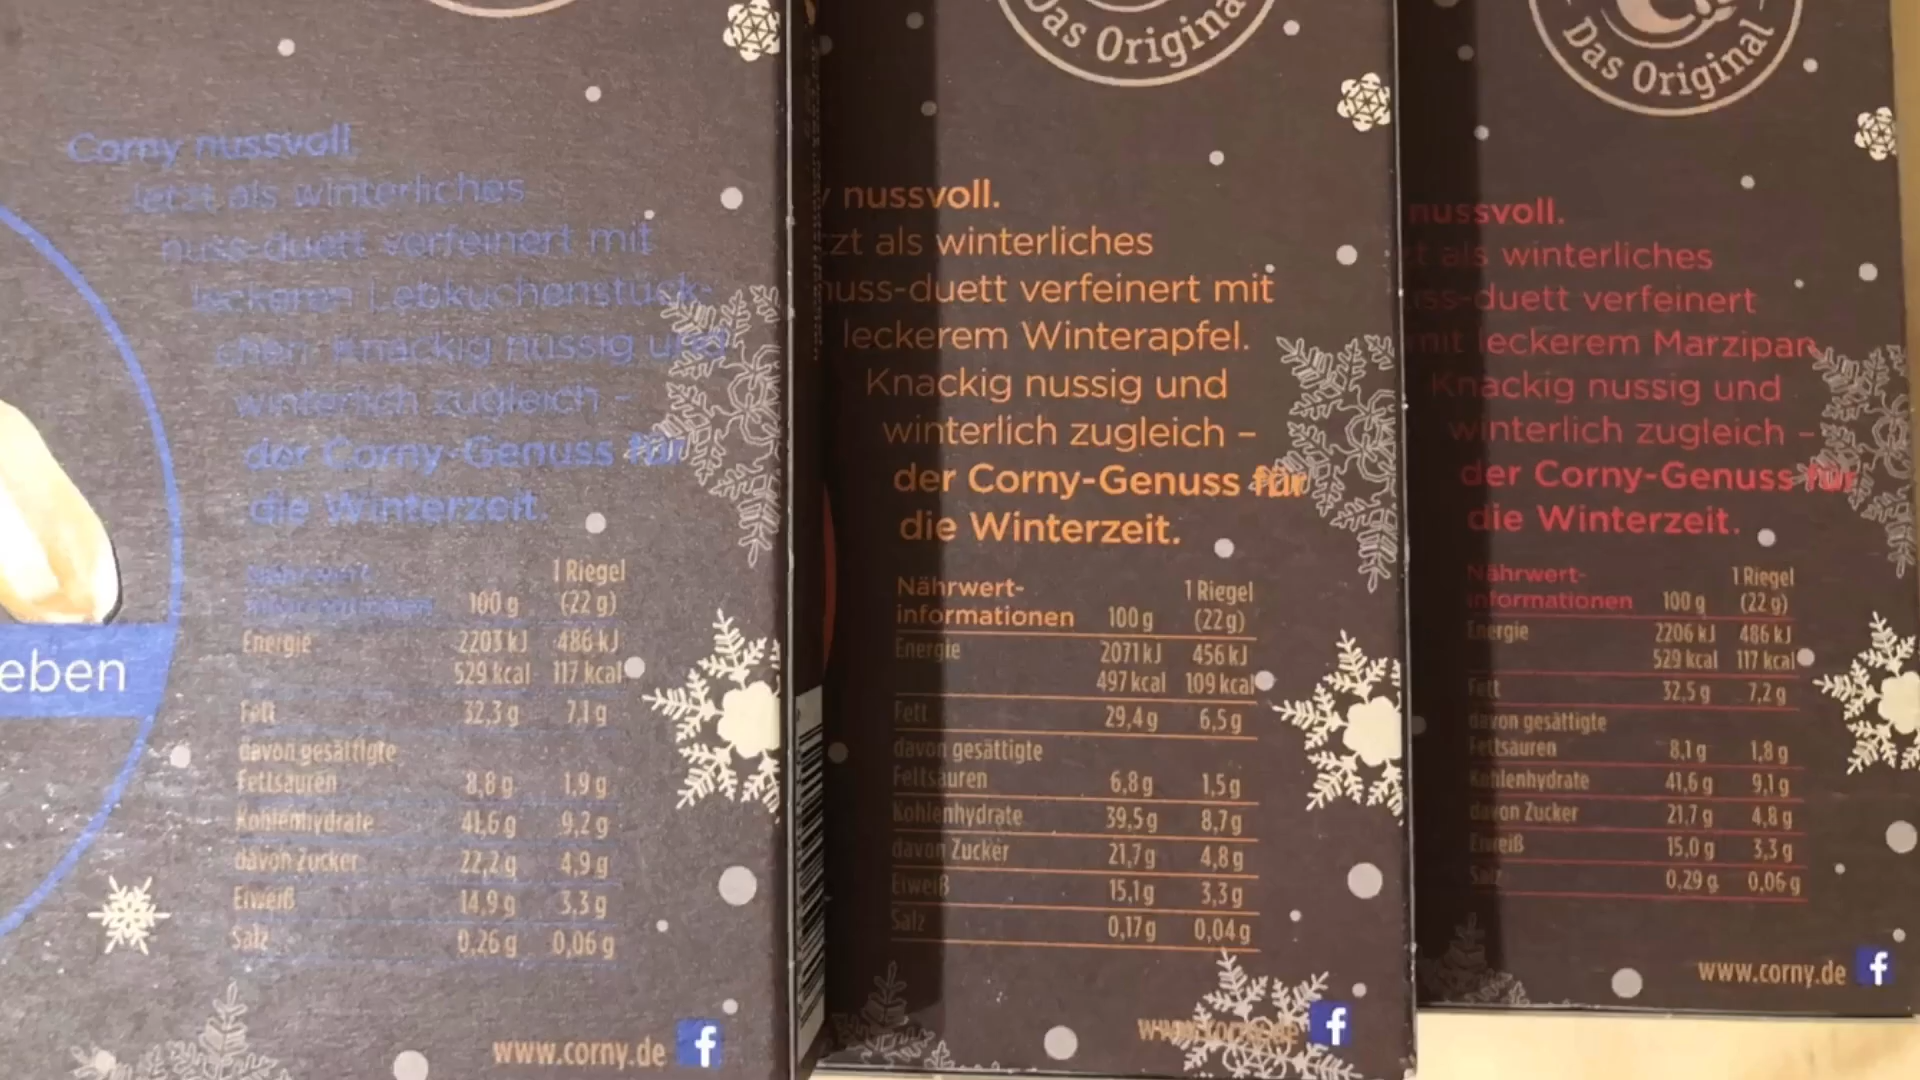 Corny nussvoll.
Jetzt als winterliches
nuss-duett verfeinert mit
leckeren Lebkuchenstück-
chen. Knackig nussig und
winterlich zugleich –
der Corny-Genuss für
die Winterzeit.
Nährwert-
informationen 100 g 1 Riegel (22 g)
Energie 2203 kJ 486 kJ
529 kcal 117 kcal
Fett 32,3 g 7,1 g
davon gesättigte
Fettsäuren 8,8 g 1,9 g
Kohlenhydrate 41,6 g 9,2 g
davon Zucker 22,2 g 4,9 g
Eiweiß 14,9 g 3,3 g
Salz 0,26 g 0,06 g
www.corny.de f
eben
Das Original
y nussvoll.
zt als winterliches
nuss-duett verfeinert mit
leckerem Winterapfel.
Knackig nussig und
winterlich zugleich –
der Corny-Genuss für
die Winterzeit.
Nährwert-
informationen 100 g 1 Riegel (22 g)
Energie 2071 kJ 456 kJ
497 kcal 109 kcal
Fett 29,4 g 6,5 g
davon gesättigte
Fettsäuren 6,8 g 1,5 g
Kohlenhydrate 39,5 g 8,7 g
davon Zucker 21,7 g 4,8 g
Eiweiß 15,1 g 3,3 g
Salz 0,17 g 0,04 g
www.corny.de f
Das Original
nussvoll.
t als winterliches
ss-duett verfeinert
mit leckerem Marzipan.
Knackig nussig und
winterlich zugleich –
der Corny-Genuss für
die Winterzeit.
Nährwert-
informationen 100 g 1 Riegel (22 g)
Energie 2206 kJ 486 kJ
529 kcal 117 kcal
Fett 32,5 g 7,2 g
davon gesättigte
Fettsäuren 8,1 g 1,8 g
Kohlenhydrate 41,6 g 9,1 g
davon Zucker 21,7 g 4,8 g
Eiweiß 15,0 g 3,3 g
Salz 0,29 g 0,06 g
www.corny.de f